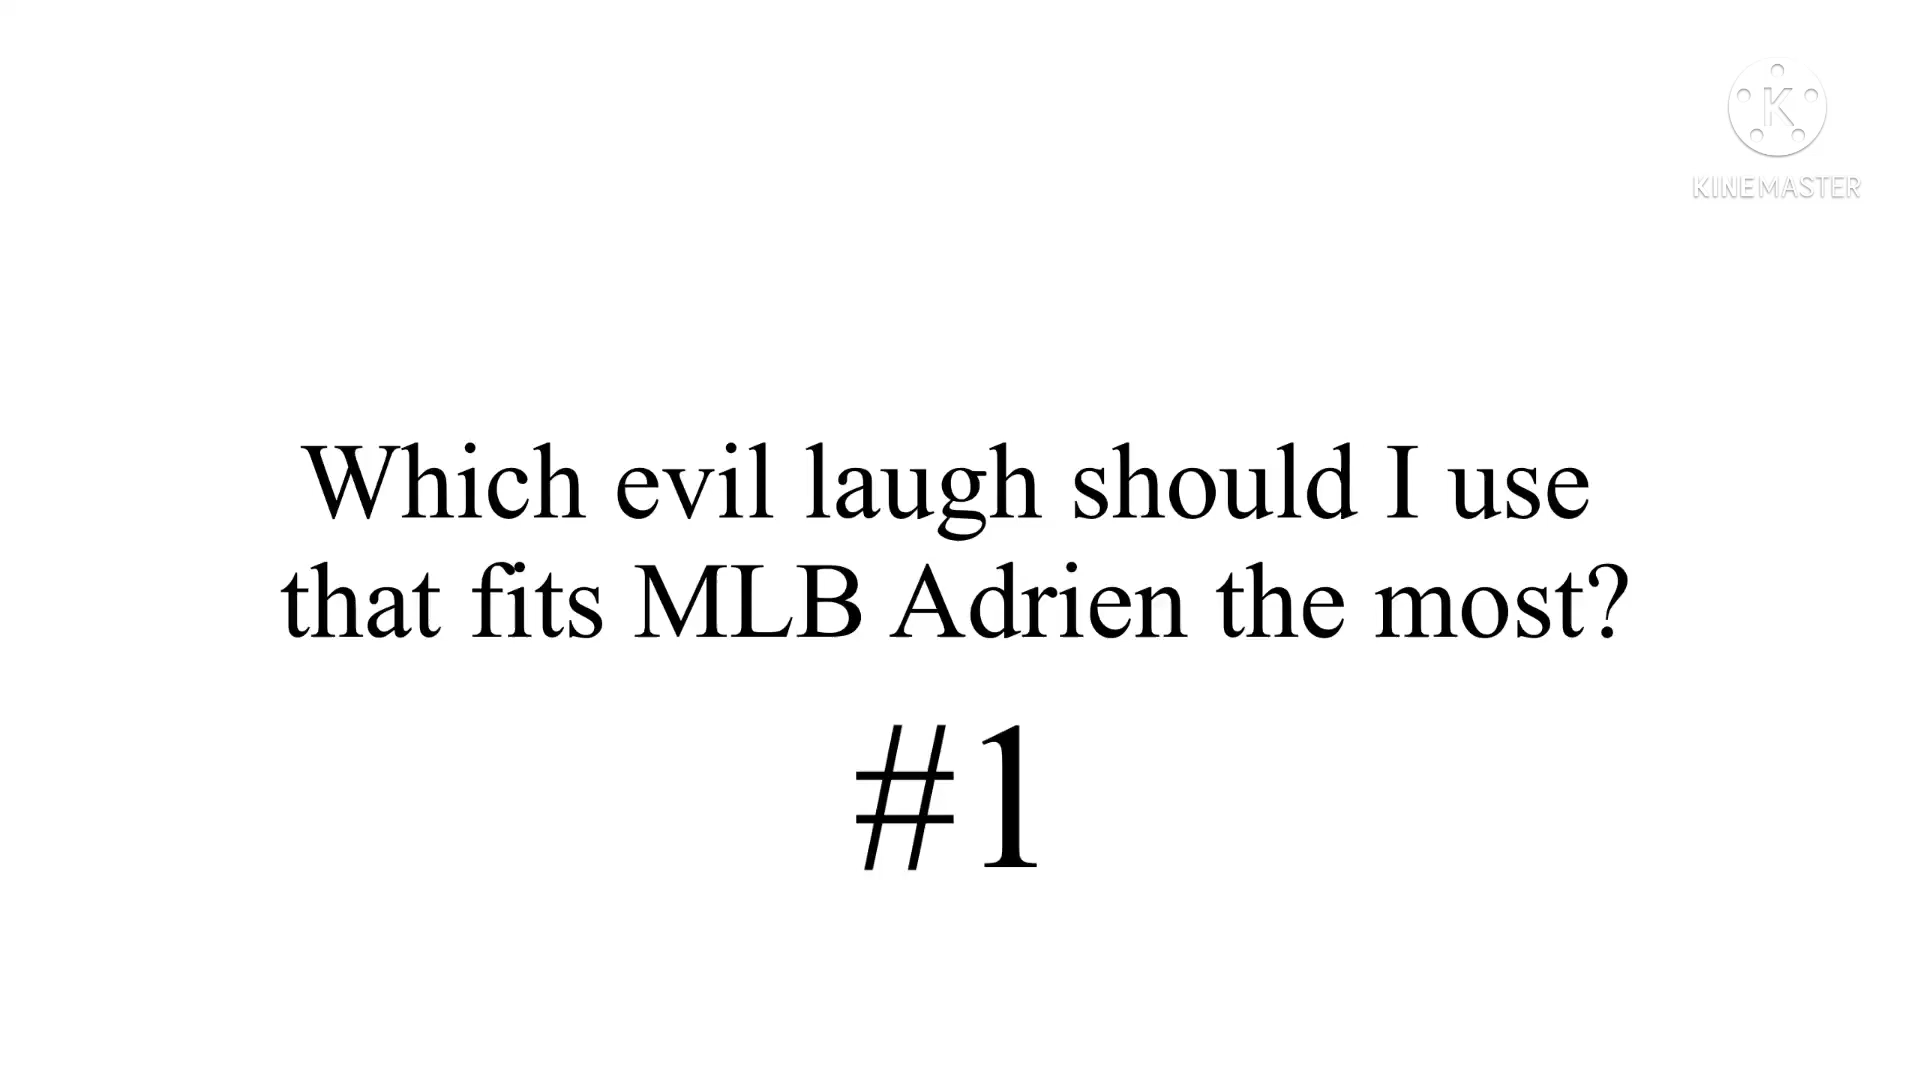 KINEMASTER
Which evil laugh should I use
that fits MLB Adrien the most?
#1